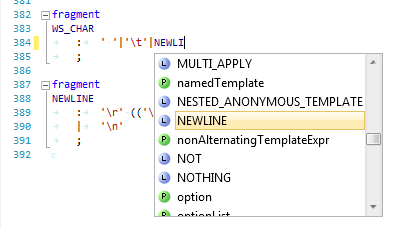 382 fragment
383 WS_CHAR
384 : ' '|'\t'|NEWLI
385 ;
386
387 fragment
388 NEWLINE
389 : '\r' (('\
390 | '\n'
391 ;
392
L MULTI_APPLY
P namedTemplate
L NESTED_ANONYMOUS_TEMPLATE
L NEWLINE
P nonAlternatingTemplateExpr
L NOT
L NOTHING
P option